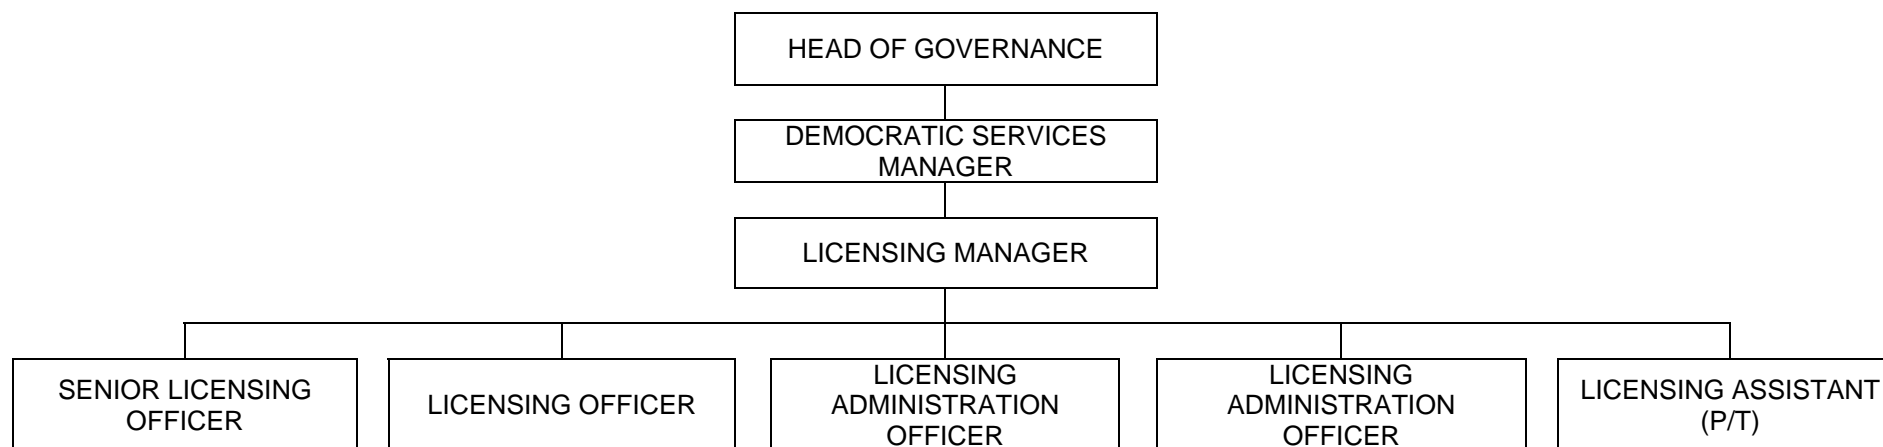 HEAD OF GOVERNANCE
DEMOCRATIC SERVICES
MANAGER
LICENSING MANAGER
SENIOR LICENSING
OFFICER
LICENSING OFFICER
LICENSING
ADMINISTRATION
OFFICER
LICENSING
ADMINISTRATION
OFFICER
LICENSING ASSISTANT
(P/T)